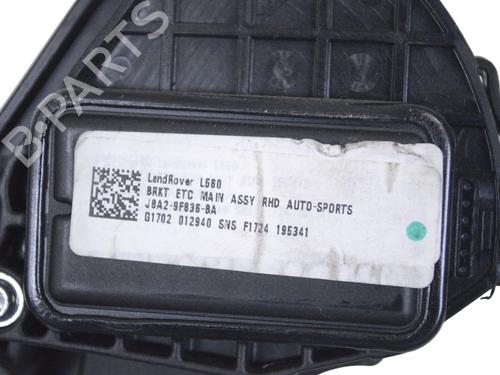 B-PARTS
LandRover L560
BRKT ETC MAIN ASSY RHD AUTO-SPORTS
J8A2-9F836-BA
G1702 012940 SNS F1724 195341